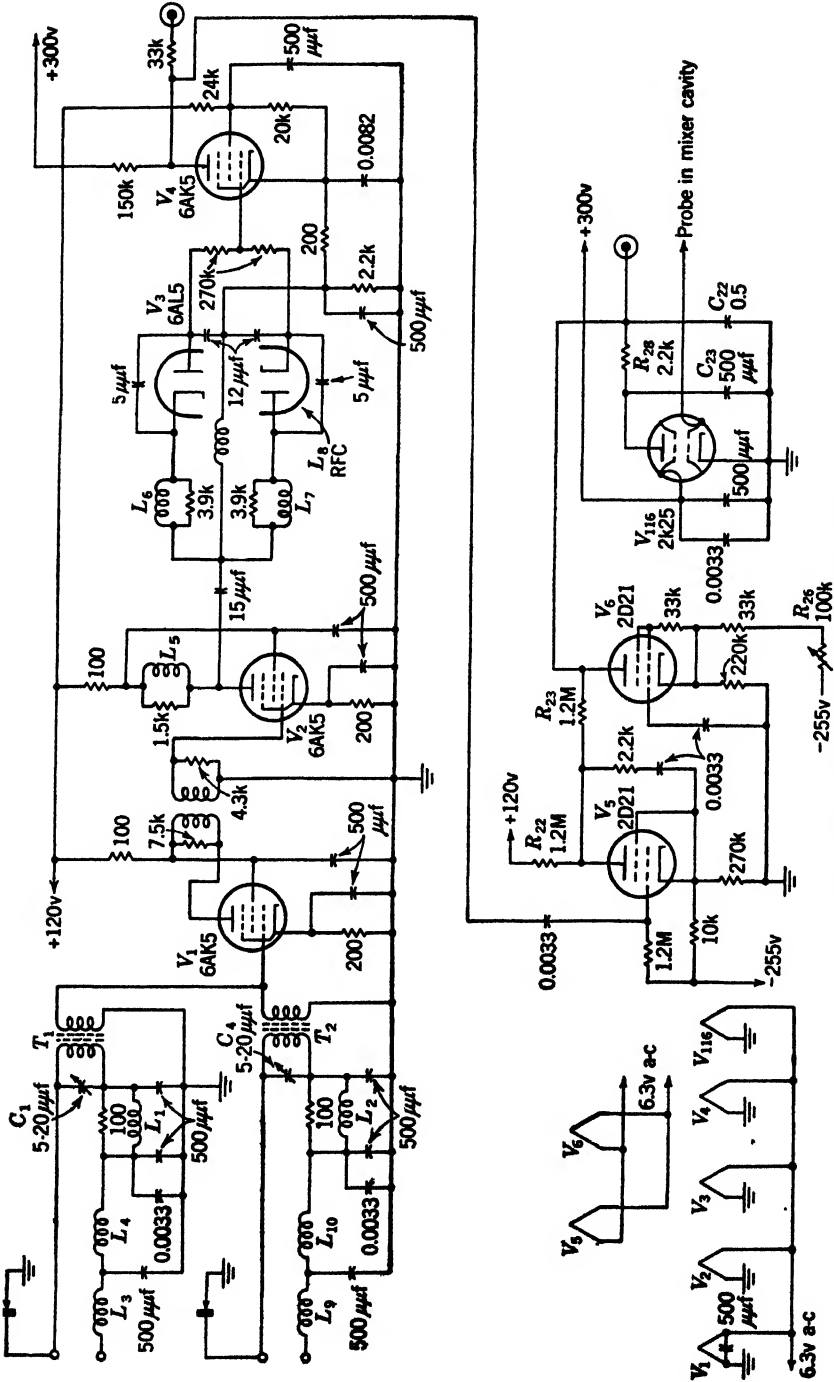 +300v
33k
24k
500
μμf
150k
V4
6AK5
20k
0.0082
200
2.2k
500 μμf
V3
6AL5
270k
5 μμf
12 μμf
5 μμf
L8
RFC
L6
3.9k
3.9k
L7
15 μμf
100
L5
1.5k
V2
6AK5
500 μμf
200
4.3k
100
7.5k
+120v
V1
6AK5
500
μμf
200
T1
C1
5-20 μμf
100
L1
500 μμf
L4
0.0033
L3
500 μμf
C4
5-20 μμf
T2
100
L2
500 μμf
L10
0.0033
L9
500 μμf
+300v
Probe in mixer cavity
R28
2.2k
C22
0.5
C23
500
μμf
V116
2k25
500 μμf
0.0033
V6
2D21
33k
33k
220k
R26
100k
-255v
R23
1.2M
2.2k
0.0033
+120v
R22
1.2M
V5
2D21
270k
10k
1.2M
0.0033
-255v
V5
V6
6.3v a-c
V1
500
μμf
V2
V3
V4
V116
6.3v a-c